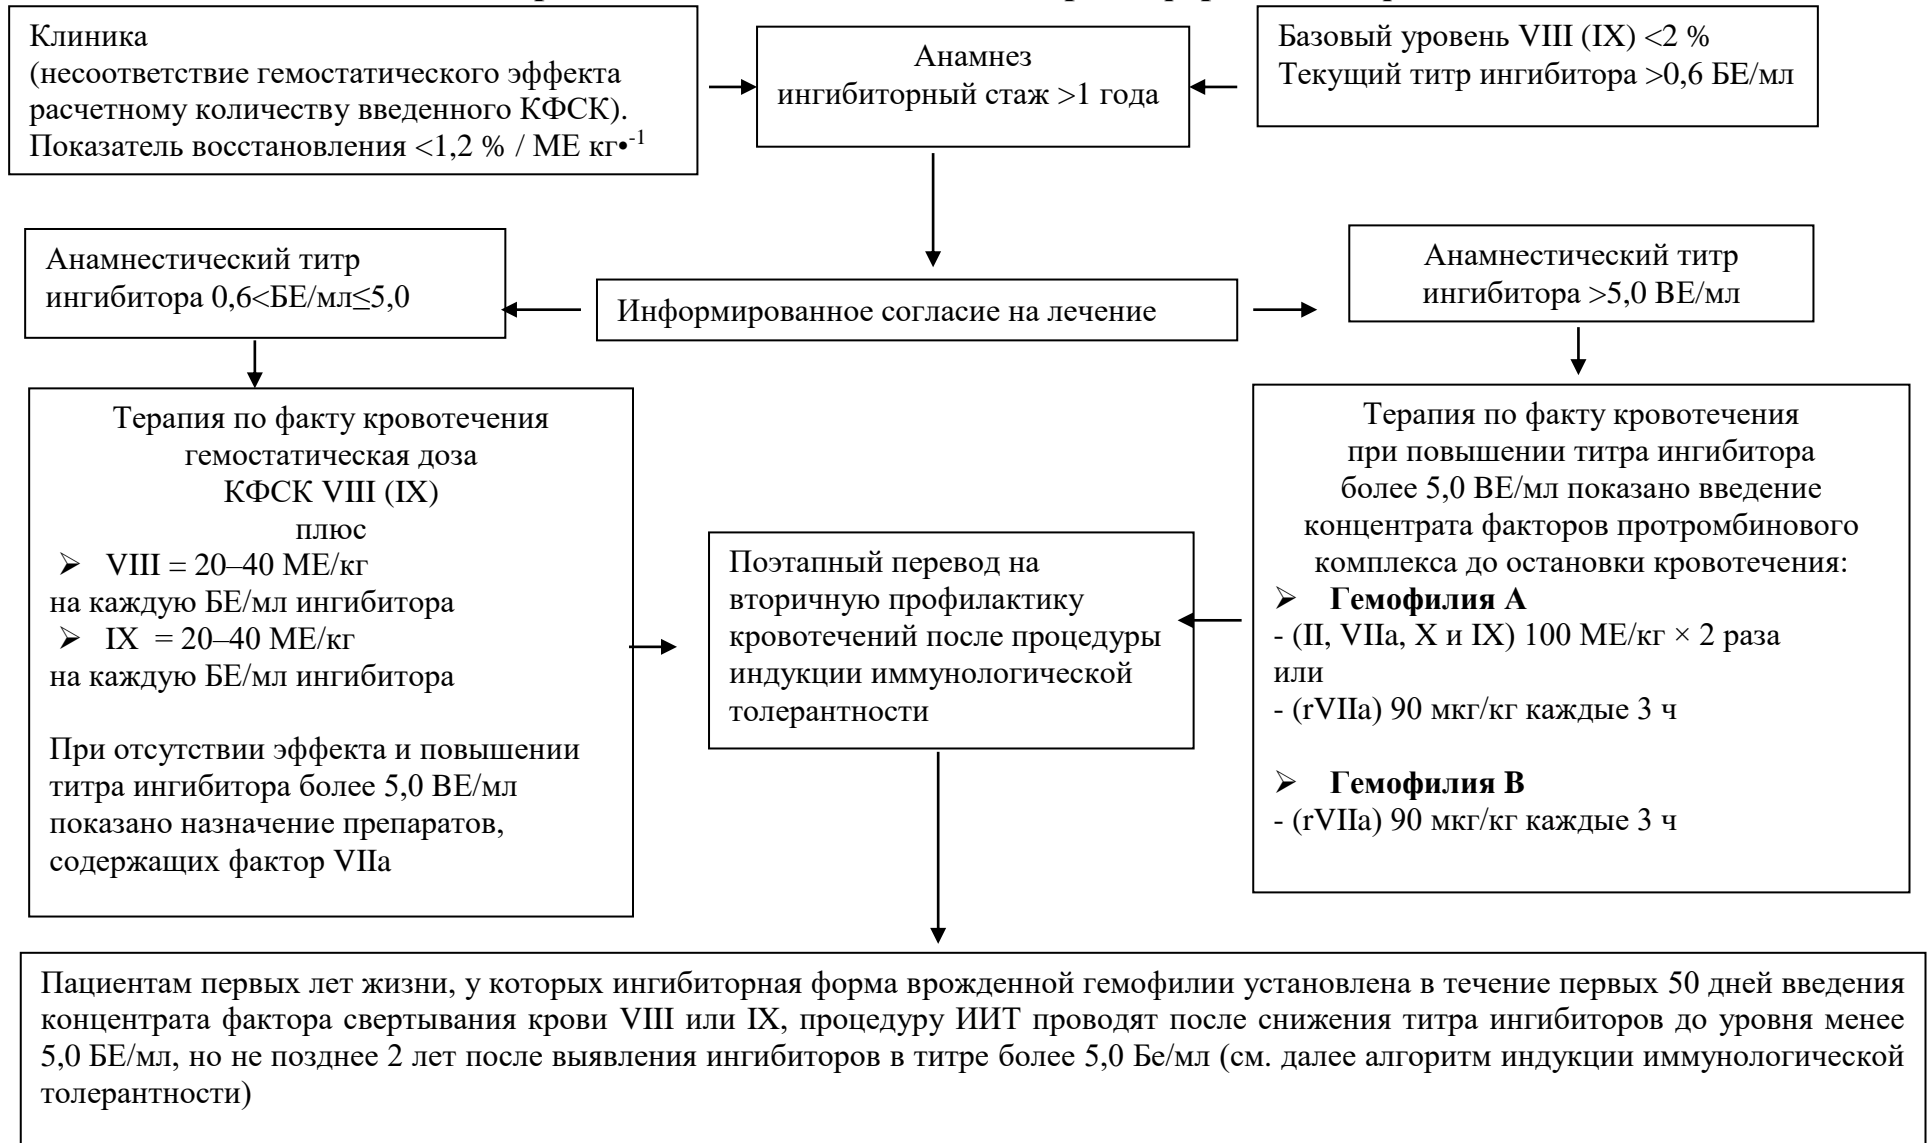 Клиника
(несоответствие гемостатического эффекта
расчетному количеству введенного КФСК).
Показатель восстановления <1,2 % / МЕ кг•-1
Анамнез
ингибиторный стаж >1 года
Базовый уровень VIII (IX) <2 %
Текущий титр ингибитора >0,6 БЕ/мл
Анамнестический титр
ингибитора 0,6<БЕ/мл≤5,0
Информированное согласие на лечение
Анамнестический титр
ингибитора >5,0 ВЕ/мл
Терапия по факту кровотечения
гемостатическая доза
КФСК VIII (IX)
плюс
➢ VIII = 20–40 МЕ/кг
на каждую БЕ/мл ингибитора
➢ IX = 20–40 МЕ/кг
на каждую БЕ/мл ингибитора
При отсутствии эффекта и повышении
титра ингибитора более 5,0 ВЕ/мл
показано назначение препаратов,
содержащих фактор VIIa
Поэтапный перевод на
вторичную профилактику
кровотечений после процедуры
индукции иммунологической
толерантности
Терапия по факту кровотечения
при повышении титра ингибитора
более 5,0 ВЕ/мл показано введение
концентрата факторов протромбинового
комплекса до остановки кровотечения:
➢ Гемофилия А
- (II, VIIa, X и IX) 100 МЕ/кг × 2 раза
или
- (rVIIa) 90 мкг/кг каждые 3 ч
➢ Гемофилия В
- (rVIIa) 90 мкг/кг каждые 3 ч
Пациентам первых лет жизни, у которых ингибиторная форма врожденной гемофилии установлена в течение первых 50 дней введения
концентрата фактора свертывания крови VIII или IX, процедуру ИИТ проводят после снижения титра ингибиторов до уровня менее
5,0 БЕ/мл, но не позднее 2 лет после выявления ингибиторов в титре более 5,0 Бе/мл (см. далее алгоритм индукции иммунологической
толерантности)